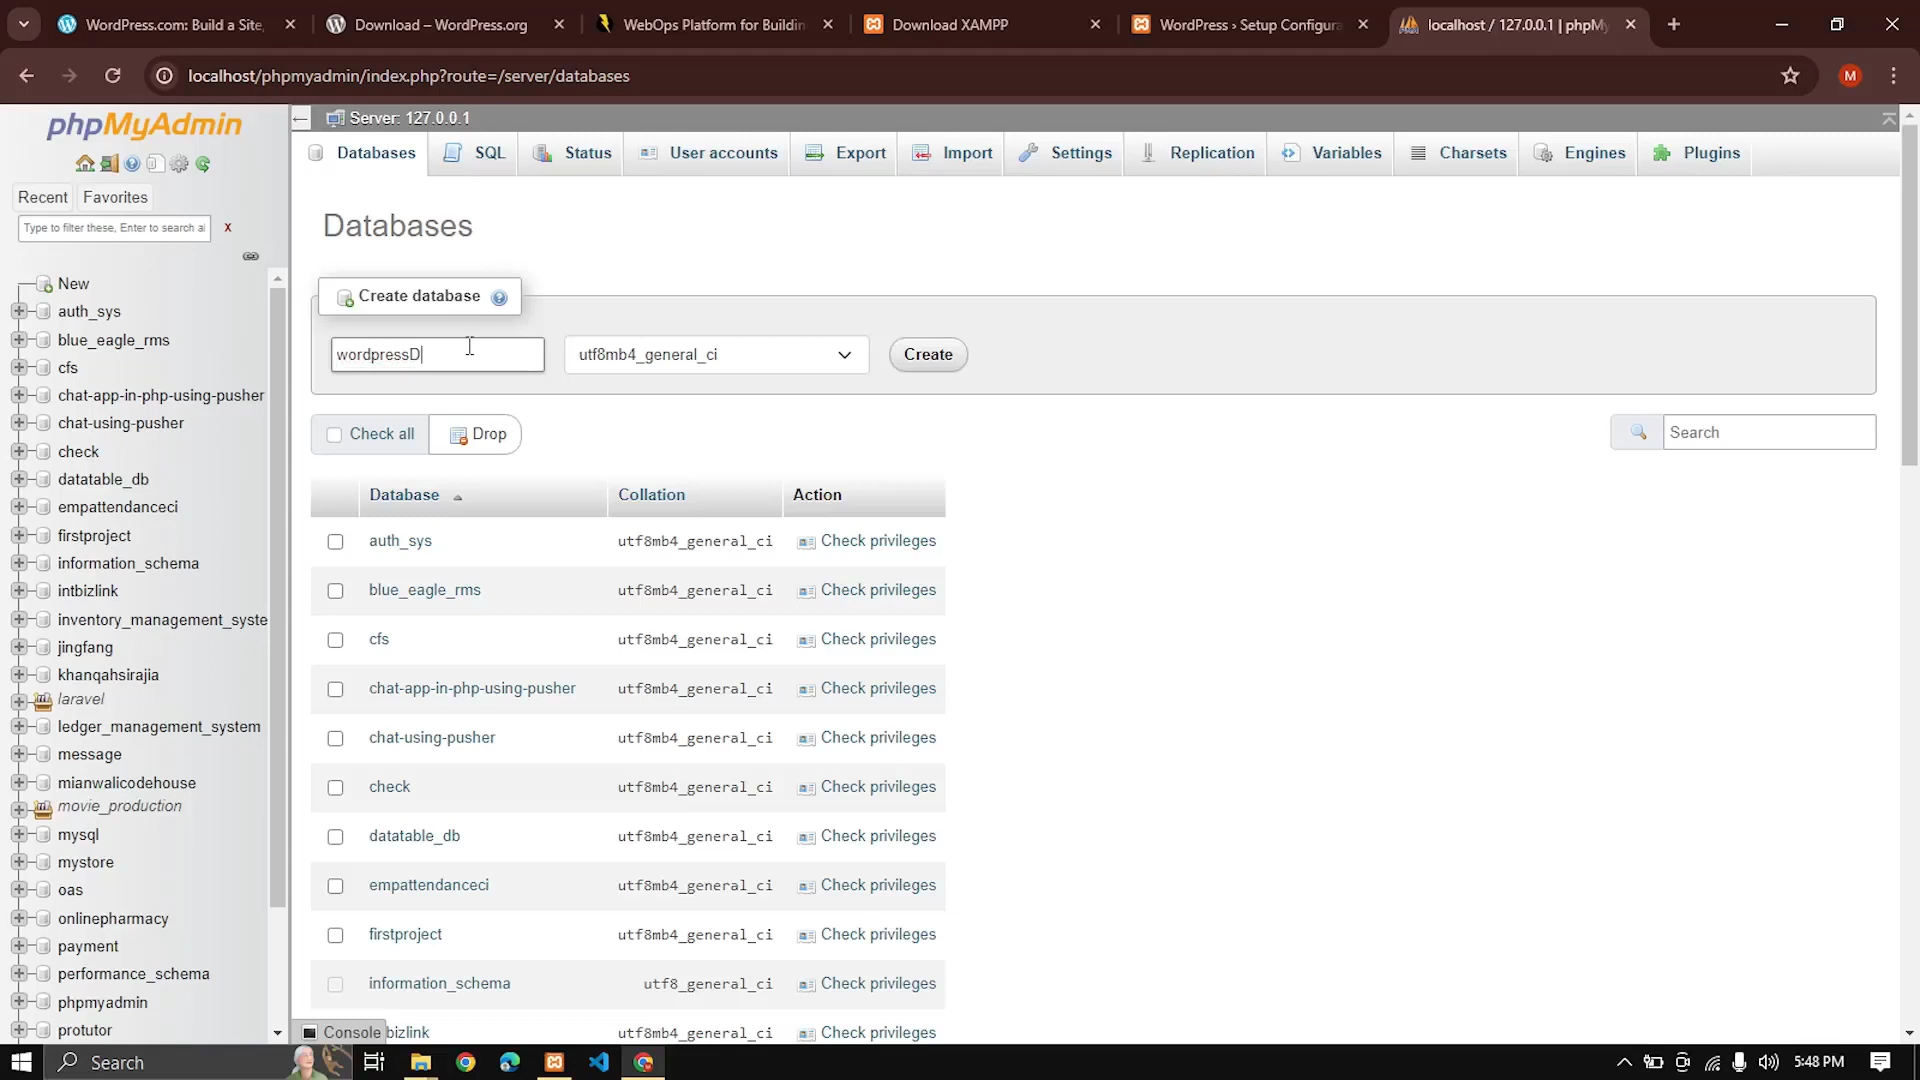 WordPress.com: Build a Site,
Download – WordPress.org
WebOps Platform for Buildin
Download XAMPP
WordPress › Setup Configura
localhost / 127.0.0.1 | phpMy
localhost/phpmyadmin/index.php?route=/server/databases
M
phpMyAdmin
Recent
Favorites
Type to filter these, Enter to search al
X
New
auth_sys
blue_eagle_rms
cfs
chat-app-in-php-using-pusher
chat-using-pusher
check
datatable_db
empattendanceci
firstproject
information_schema
intbizlink
inventory_management_syste
jingfang
khanqahsirajia
laravel
ledger_management_system
message
mianwalicodehouse
movie_production
mysql
mystore
oas
onlinepharmacy
payment
performance_schema
phpmyadmin
protutor
Server: 127.0.0.1
Databases
SQL
Status
User accounts
Export
Import
Settings
Replication
Variables
Charsets
Engines
Plugins
Databases
Create database
wordpressD
utf8mb4_general_ci
Create
Check all
Drop
Search
Database
Collation
Action
auth_sys utf8mb4_general_ci Check privileges
blue_eagle_rms utf8mb4_general_ci Check privileges
cfs utf8mb4_general_ci Check privileges
chat-app-in-php-using-pusher utf8mb4_general_ci Check privileges
chat-using-pusher utf8mb4_general_ci Check privileges
check utf8mb4_general_ci Check privileges
datatable_db utf8mb4_general_ci Check privileges
empattendanceci utf8mb4_general_ci Check privileges
firstproject utf8mb4_general_ci Check privileges
information_schema utf8_general_ci Check privileges
Console bizlink utf8mb4_general_ci Check privileges
Search
5:48 PM